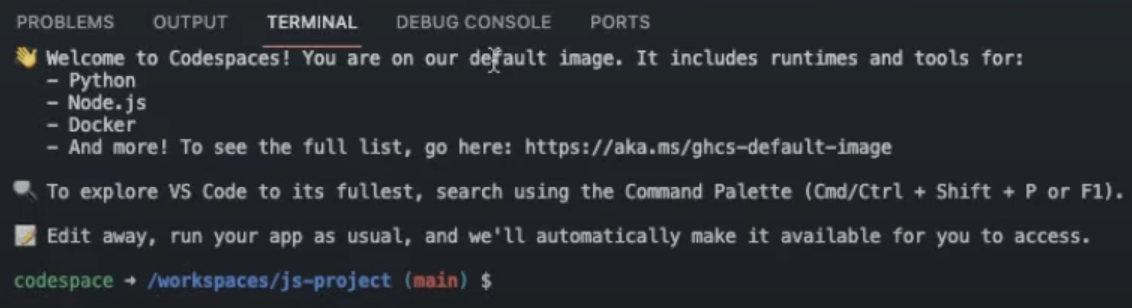 PROBLEMS OUTPUT TERMINAL DEBUG CONSOLE PORTS
👋 Welcome to Codespaces! You are on our default image. It includes runtimes and tools for:
- Python
- Node.js
- Docker
- And more! To see the full list, go here: https://aka.ms/ghcs-default-image
🔍 To explore VS Code to its fullest, search using the Command Palette (Cmd/Ctrl + Shift + P or F1).
📝 Edit away, run your app as usual, and we'll automatically make it available for you to access.
codespace → /workspaces/js-project (main) $